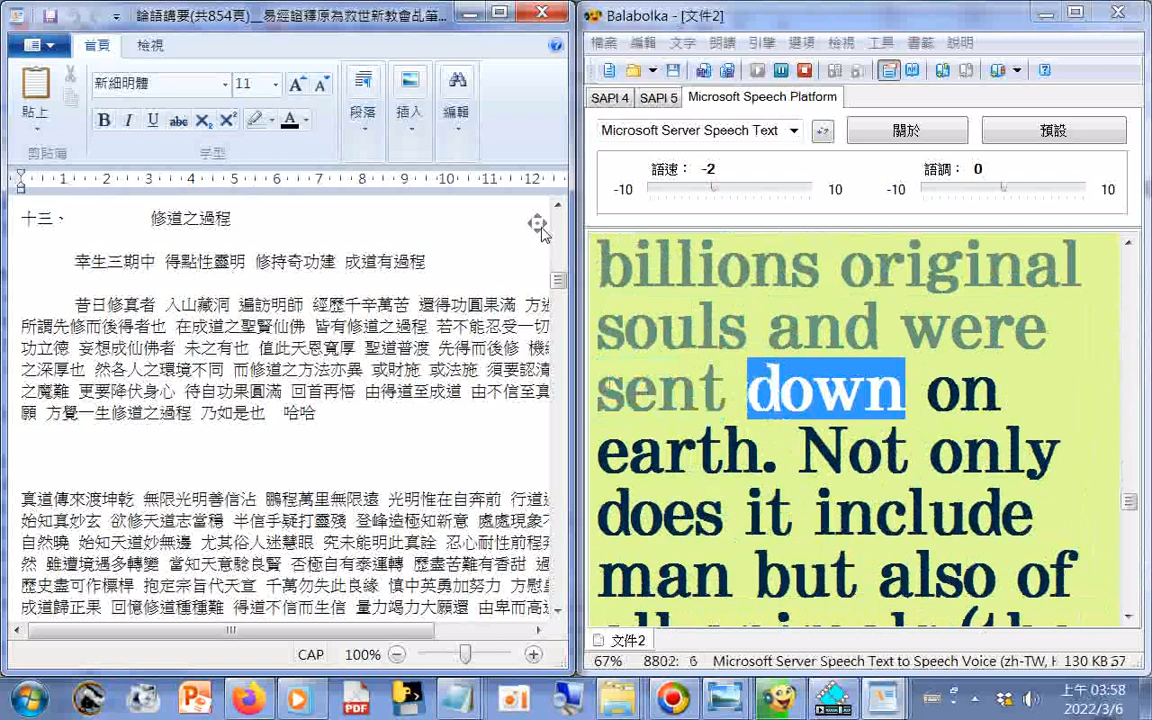 論語講要(共854頁)__易經證釋原為救世新教會乩筆...
首頁 檢視
貼上
剪貼簿
新細明體 11
B I U abc X₂ X²
字型
段落
插入
編輯
1 2 3 4 5 6 7 8 9 10 11 12
十三、 修道之過程
幸生三期中 得點性靈明 修持奇功建 成道有過程
昔日修真者 入山藏洞 遍訪明師 經歷千辛萬苦 還得功圓果滿 方
所謂先修而後得者也 在成道之聖賢仙佛 皆有修道之過程 若不能忍受一切
功立德 妄想成仙佛者 未之有也 值此天恩寬厚 聖道普渡 先得而後修 機
之深厚也 然各人之環境不同 而修道之方法亦異 或財施 或法施 須要認清
之魔難 更要降伏身心 待自功果圓滿 回首再悟 由得道至成道 由不信至真
願 方覺一生修道之過程 乃如是也 哈哈
真道傳來渡坤乾 無限光明善信沾 鵬程萬里無限遠 光明惟在自奔前 行道
始知真妙玄 欲修天道志當穩 半信乎疑打靈殘 登峰造極知新意 處處現象
自然曉 始知天道妙無邊 尤其俗人迷慧眼 究未能明此真詮 忍心耐性前程
然 雖遭境遇多轉變 當知天意驗良賢 否極自有泰運轉 歷盡苦難有香甜 過
歷史盡可作標桿 抱定宗旨代天宣 千萬勿失此良緣 慎中英勇加努力 方慰
成道歸正果 回憶修道種種難 得道不信而生信 量力竭力大願還 由卑而高
CAP 100%
Balabolka - [文件2]
檔案 編輯 文字 朗讀 引擎 選項 檢視 工具 書籤 說明
SAPI 4 SAPI 5 Microsoft Speech Platform
Microsoft Server Speech Text 關於 預設
語速： -2 語調： 0
-10 10 -10 10
billions original
souls and were
sent down on
earth. Not only
does it include
man but also of
文件2
67% 8802: 6 Microsoft Server Speech Text to Speech Voice (zh-TW, 130 KB
上午 03:58
2022/3/6